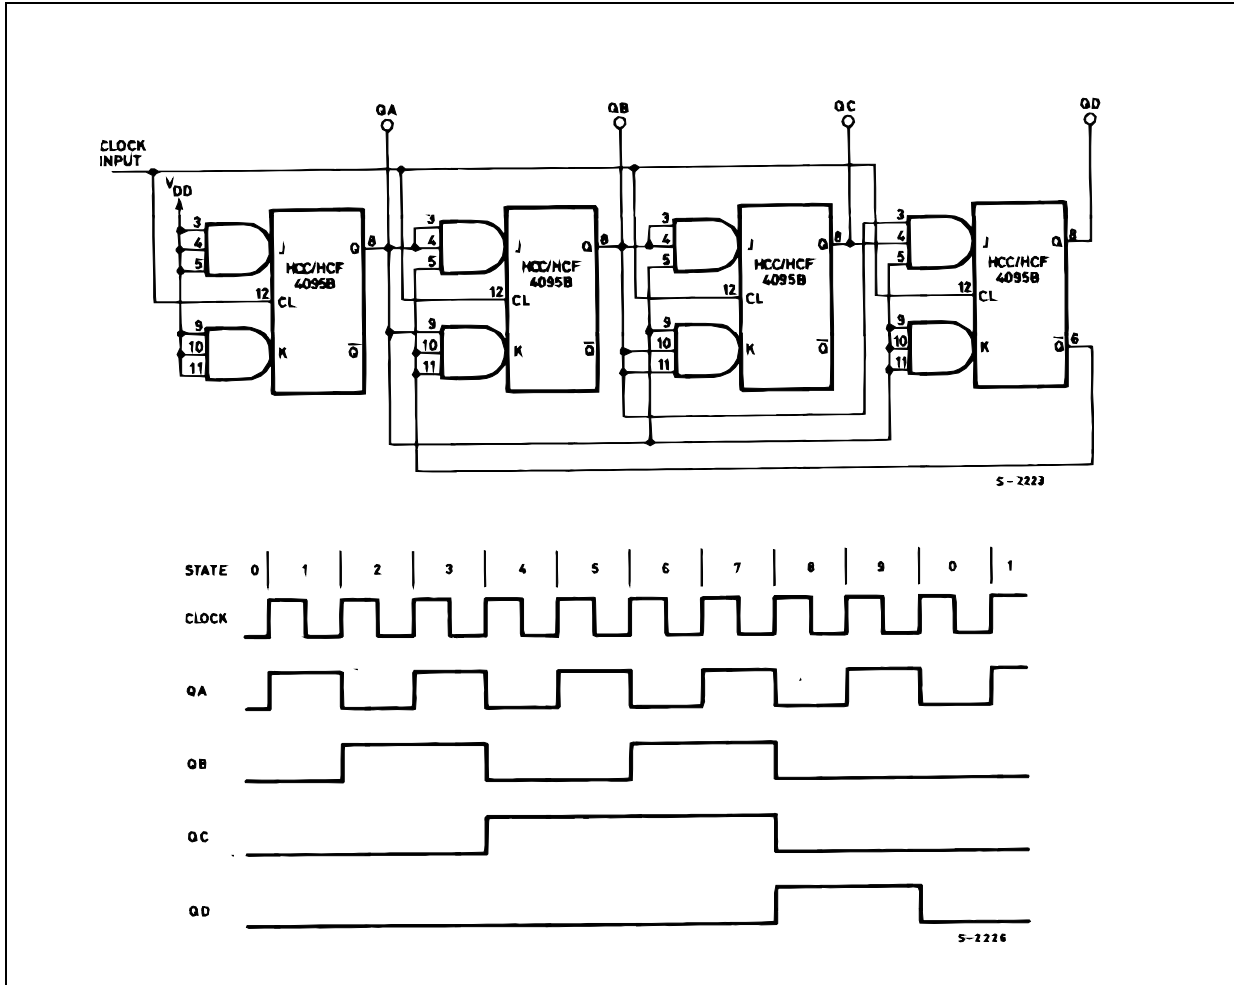 QA QB QC QD
CLOCK
INPUT
VDD
3 8 3 8 3 8 3 8
4 J Q 4 J Q 4 J Q 4 J Q
5 HCC/HCF 5 HCC/HCF 5 HCC/HCF 5 HCC/HCF
4095B 4095B 4095B 4095B
12 CL 12 CL 12 CL 12 CL
9 9 9 9
10 K Q̅ 10 K Q̅ 10 K Q̅ 10 K Q̅ 6
11 11 11 11
S-2223
STATE 0 1 2 3 4 5 6 7 8 9 0 1
CLOCK
QA
QB
QC
QD
S-2226